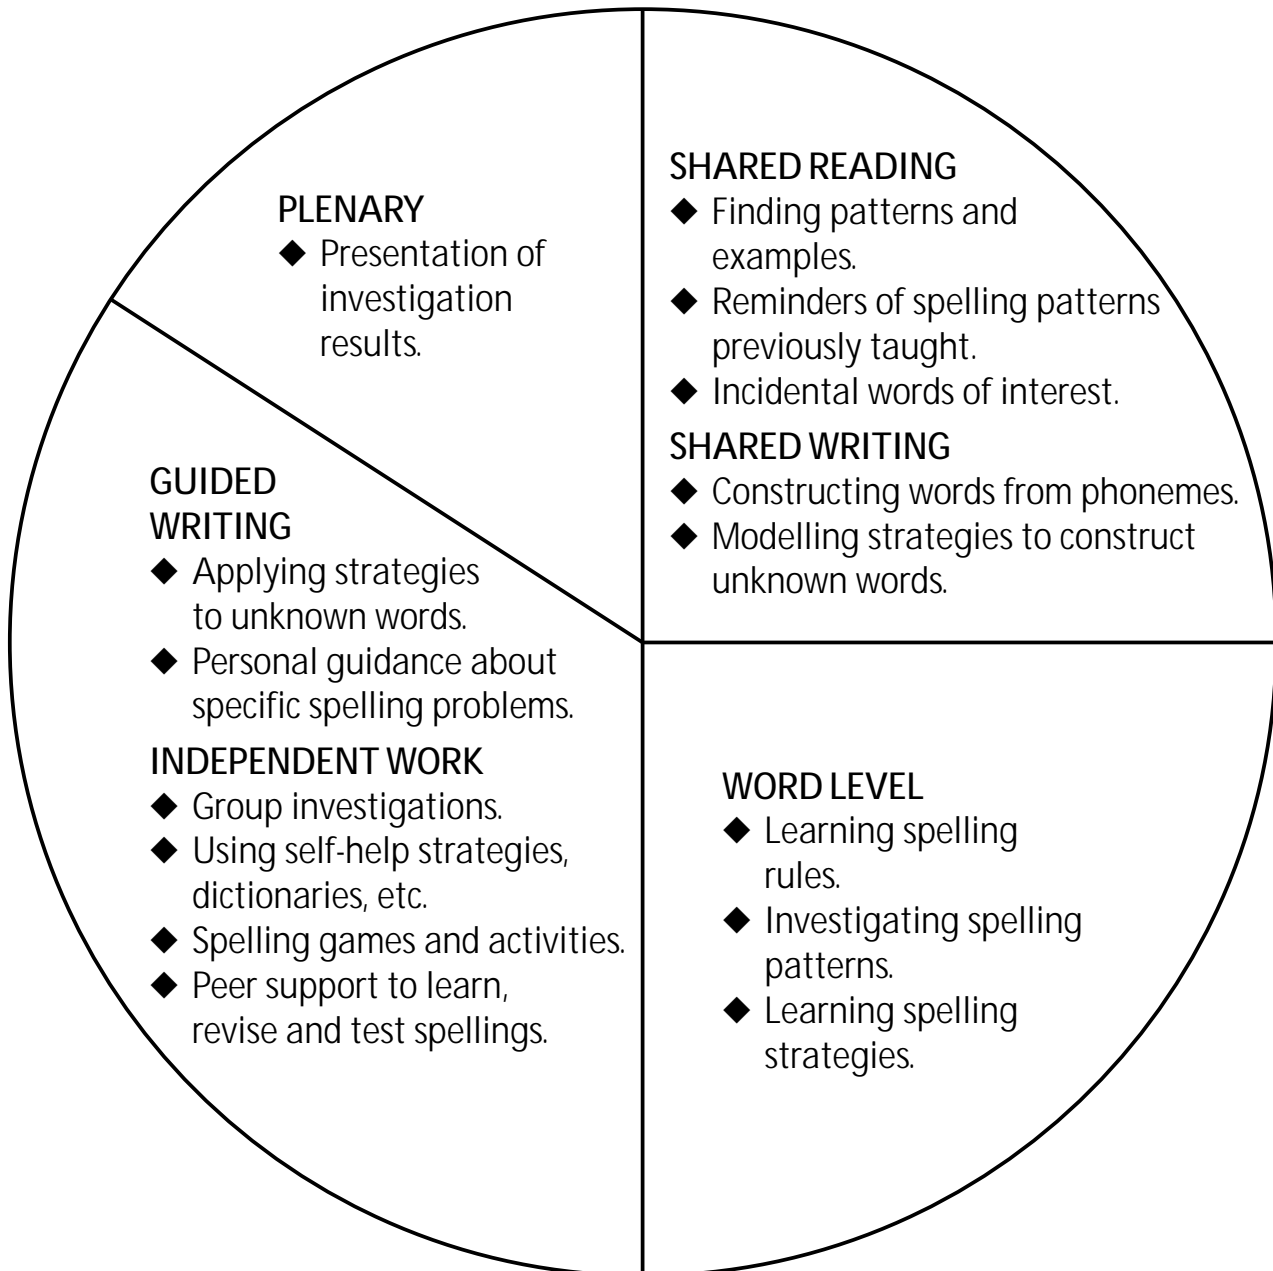 SHARED READING
◆ Finding patterns and
examples.
◆ Reminders of spelling patterns
previously taught.
◆ Incidental words of interest.
SHARED WRITING
◆ Constructing words from phonemes.
◆ Modelling strategies to construct
unknown words.
WORD LEVEL
◆ Learning spelling
rules.
◆ Investigating spelling
patterns.
◆ Learning spelling
strategies.
GUIDED
WRITING
◆ Applying strategies
to unknown words.
◆ Personal guidance about
specific spelling problems.
INDEPENDENT WORK
◆ Group investigations.
◆ Using self-help strategies,
dictionaries, etc.
◆ Spelling games and activities.
◆ Peer support to learn,
revise and test spellings.
PLENARY
◆ Presentation of
investigation
results.